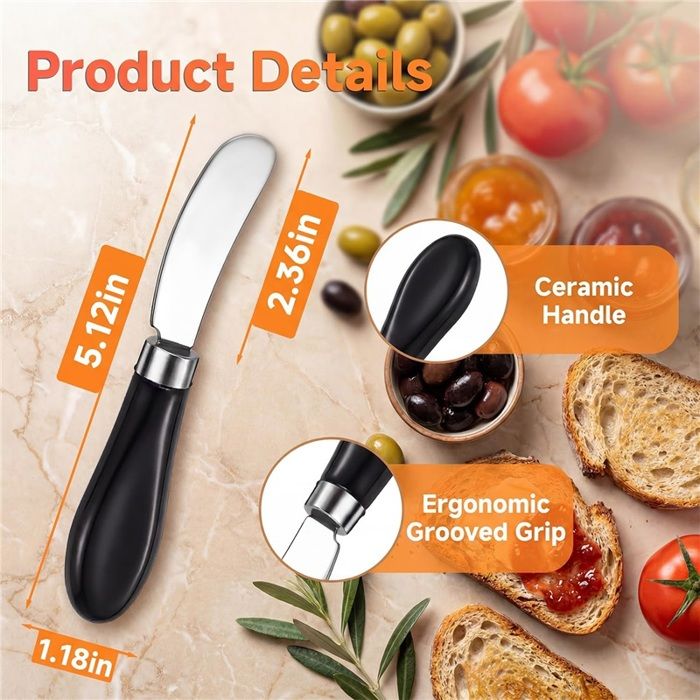 Product Details
5.12in
2.36in
Ceramic
Handle
Ergonomic
Grooved Grip
1.18in